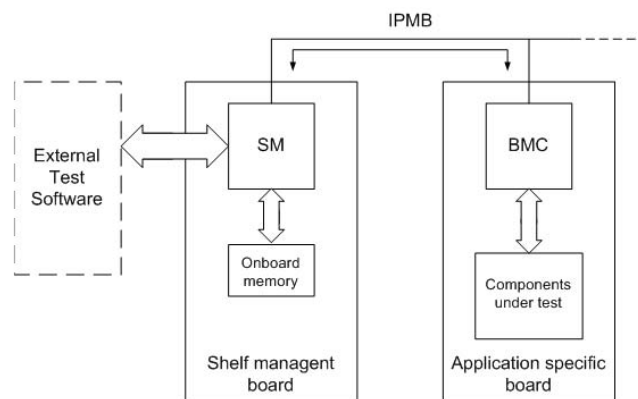 IPMB
External
Test
Software
SM
BMC
Onboard
memory
Components
under test
Shelf managent
board
Application specific
board